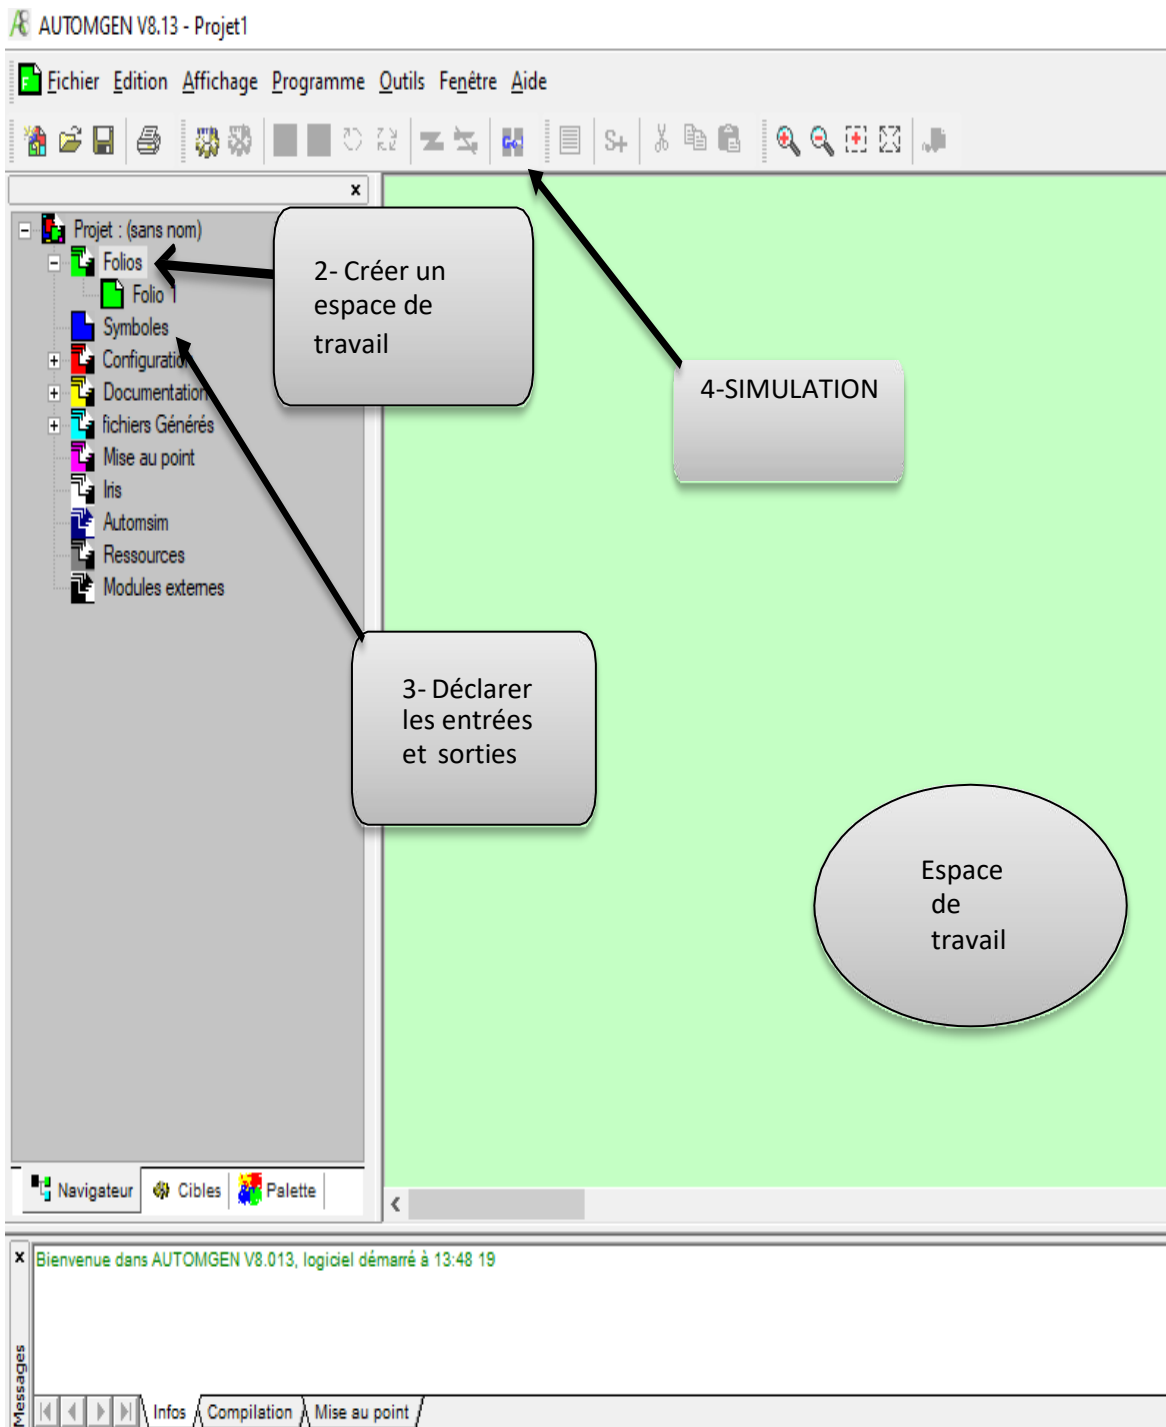 AUTOMGEN V8.13 - Projet1
Fichier Edition Affichage Programme Outils Fenêtre Aide
S+
Go!
x
Projet : (sans nom)
Folios
Folio 1
Symboles
Configuration
Documentation
fichiers Générés
Mise au point
Iris
Automsim
Ressources
Modules externes
2- Créer un
espace de
travail
4-SIMULATION
3- Déclarer
les entrées
et sorties
Espace
de
travail
Navigateur Cibles Palette
x
Bienvenue dans AUTOMGEN V8.013, logiciel démarré à 13:48 19
Messages
Infos Compilation Mise au point